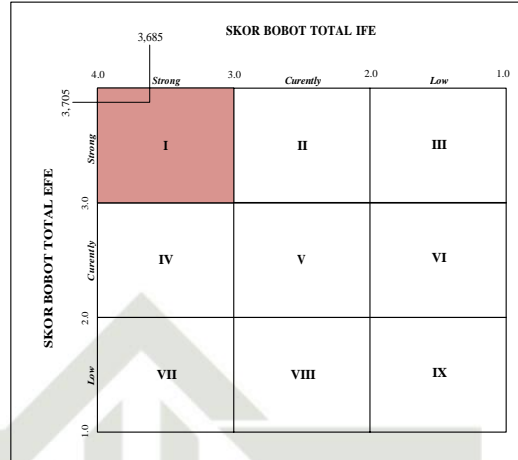 SKOR BOBOT TOTAL IFE
3,685
4.0 Strong 3.0 Curently 2.0 Low 1.0
3,705
SKOR BOBOT TOTAL EFE
Strong
I II III
3.0
Curently
IV V VI
2.0
Low
VII VIII IX
1.0